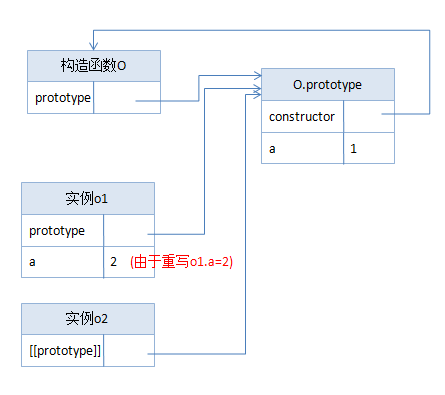 构造函数O
prototype
O.prototype
constructor
a 1
实例o1
prototype
a 2 (由于重写o1.a=2)
实例o2
[[prototype]]